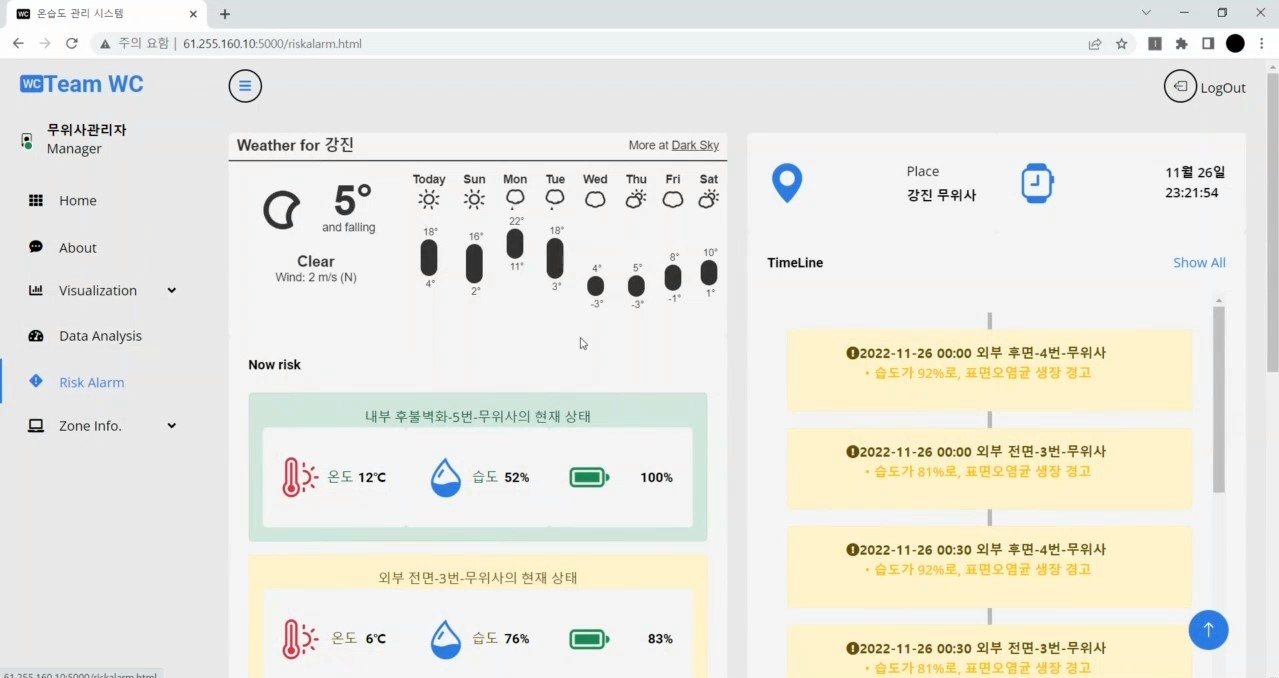 WC 온습도 관리 시스템
주의 요함 | 61.255.160.10:5000/riskalarm.html
WC Team WC
무위사관리자
Manager
Home
About
Visualization
Data Analysis
Risk Alarm
Zone Info.
LogOut
Weather for 강진
More at Dark Sky
5°
and falling
Clear
Wind: 2 m/s (N)
Today Sun Mon Tue Wed Thu Fri Sat
18° 16° 22° 18° 4° 5° 8° 10°
4° 2° 11° 3° -3° -3° -1° 1°
Now risk
내부 후불벽화-5번-무위사의 현재 상태
온도 12℃ 습도 52% 100%
외부 전면-3번-무위사의 현재 상태
온도 6℃ 습도 76% 83%
Place
강진 무위사
11월 26일
23:21:54
TimeLine
Show All
2022-11-26 00:00 외부 후면-4번-무위사
• 습도가 92%로, 표면오염균 생장 경고
2022-11-26 00:00 외부 전면-3번-무위사
• 습도가 81%로, 표면오염균 생장 경고
2022-11-26 00:30 외부 후면-4번-무위사
• 습도가 92%로, 표면오염균 생장 경고
2022-11-26 00:30 외부 전면-3번-무위사
• 습도가 81%로, 표면오염균 생장 경고
61.255.160.10:5000/riskalarm.html